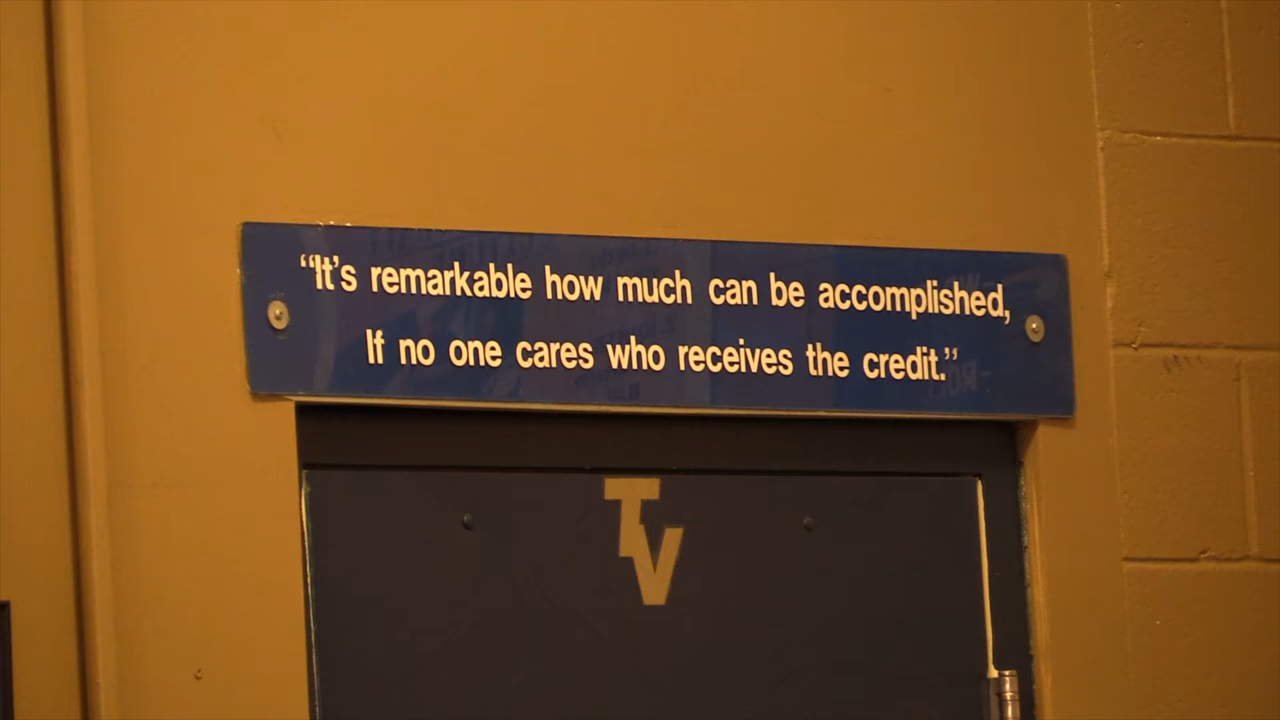 “It’s remarkable how much can be accomplished,
If no one cares who receives the credit.”
TV